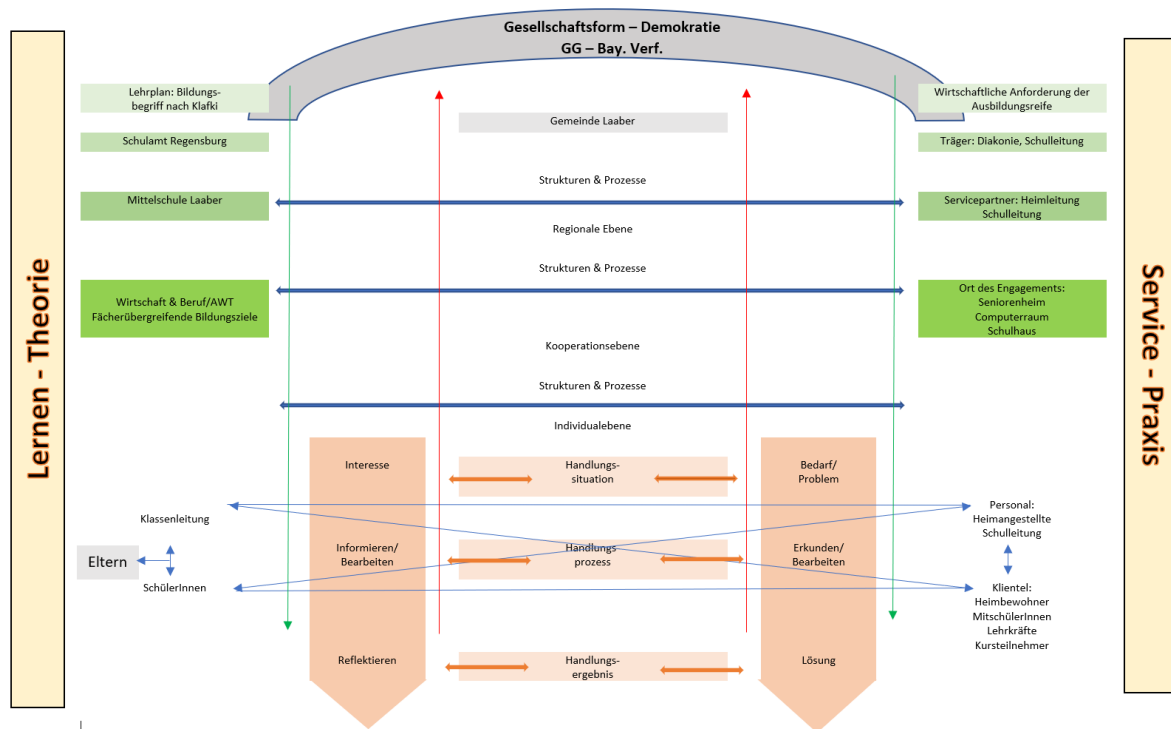 Gesellschaftsform – Demokratie
GG – Bay. Verf.
Lernen - Theorie
Service - Praxis
Lehrplan: Bildungs-
begriff nach Klafki
Wirtschaftliche Anforderung der
Ausbildungsreife
Gemeinde Laaber
Schulamt Regensburg
Träger: Diakonie, Schulleitung
Strukturen & Prozesse
Mittelschule Laaber
Servicepartner: Heimleitung
Schulleitung
Regionale Ebene
Strukturen & Prozesse
Wirtschaft & Beruf/AWT
Fächerübergreifende Bildungsziele
Ort des Engagements:
Seniorenheim
Computerraum
Schulhaus
Kooperationsebene
Strukturen & Prozesse
Individualebene
Interesse
Handlungs-
situation
Bedarf/
Problem
Klassenleitung
Personal:
Heimangestellte
Schulleitung
Eltern
Informieren/
Bearbeiten
Handlungs
prozess
Erkunden/
Bearbeiten
SchülerInnen
Klientel:
Heimbewohner
MitschülerInnen
Lehrkräfte
Kursteilnehmer
Reflektieren
Handlungs-
ergebnis
Lösung